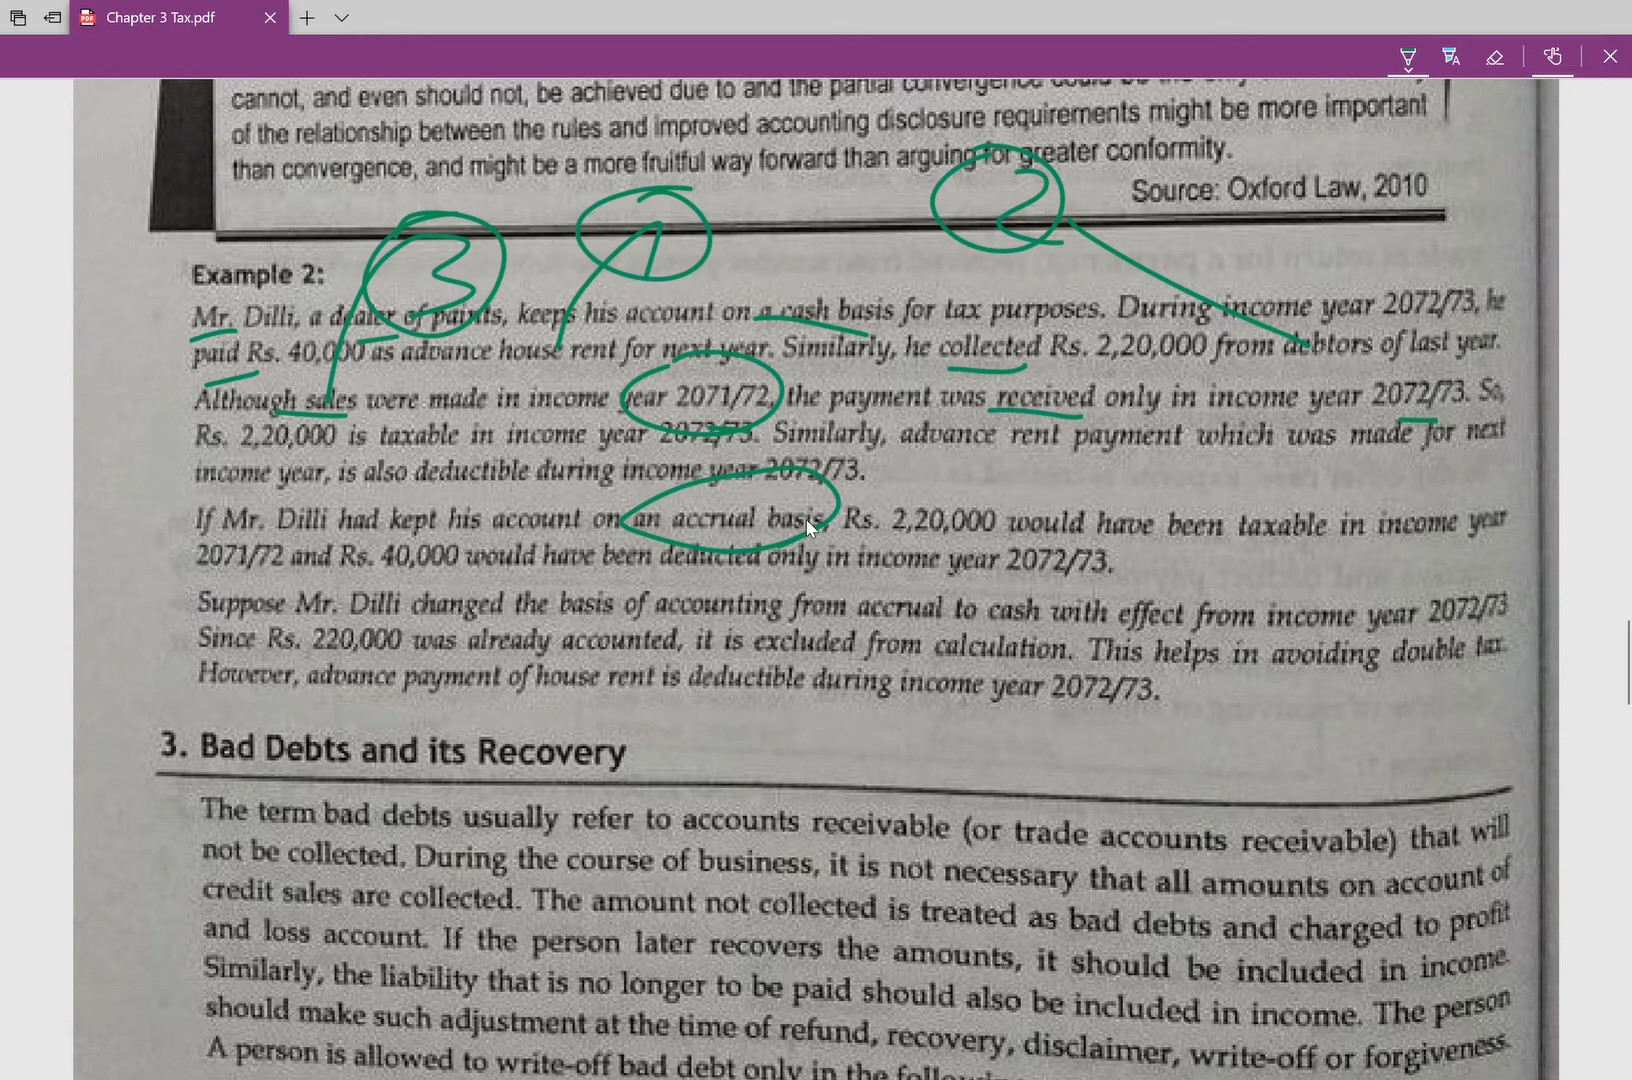 Chapter 3 Tax.pdf
cannot, and even should not, be achieved due to and the partial convergence could be the only
of the relationship between the rules and improved accounting disclosure requirements might be more important
than convergence, and might be a more fruitful way forward than arguing for greater conformity.
Source: Oxford Law, 2010
3 1 2
Example 2:
Mr. Dilli, a dealer of paints, keeps his account on a cash basis for tax purposes. During income year 2072/73, he
paid Rs. 40,000 as advance house rent for next year. Similarly, he collected Rs. 2,20,000 from debtors of last year.
Although sales were made in income year 2071/72, the payment was received only in income year 2072/73. So,
Rs. 2,20,000 is taxable in income year 2072/73. Similarly, advance rent payment which was made for next
income year, is also deductible during income year 2072/73.
If Mr. Dilli had kept his account on an accrual basis, Rs. 2,20,000 would have been taxable in income year
2071/72 and Rs. 40,000 would have been deducted only in income year 2072/73.
Suppose Mr. Dilli changed the basis of accounting from accrual to cash with effect from income year 2072/73
Since Rs. 220,000 was already accounted, it is excluded from calculation. This helps in avoiding double tax.
However, advance payment of house rent is deductible during income year 2072/73.
3. Bad Debts and its Recovery
The term bad debts usually refer to accounts receivable (or trade accounts receivable) that will
not be collected. During the course of business, it is not necessary that all amounts on account of
credit sales are collected. The amount not collected is treated as bad debts and charged to profit
and loss account. If the person later recovers the amounts, it should be included in income.
Similarly, the liability that is no longer to be paid should also be included in income. The person
should make such adjustment at the time of refund, recovery, disclaimer, write-off or forgiveness.
A person is allowed to write-off bad debt only in the